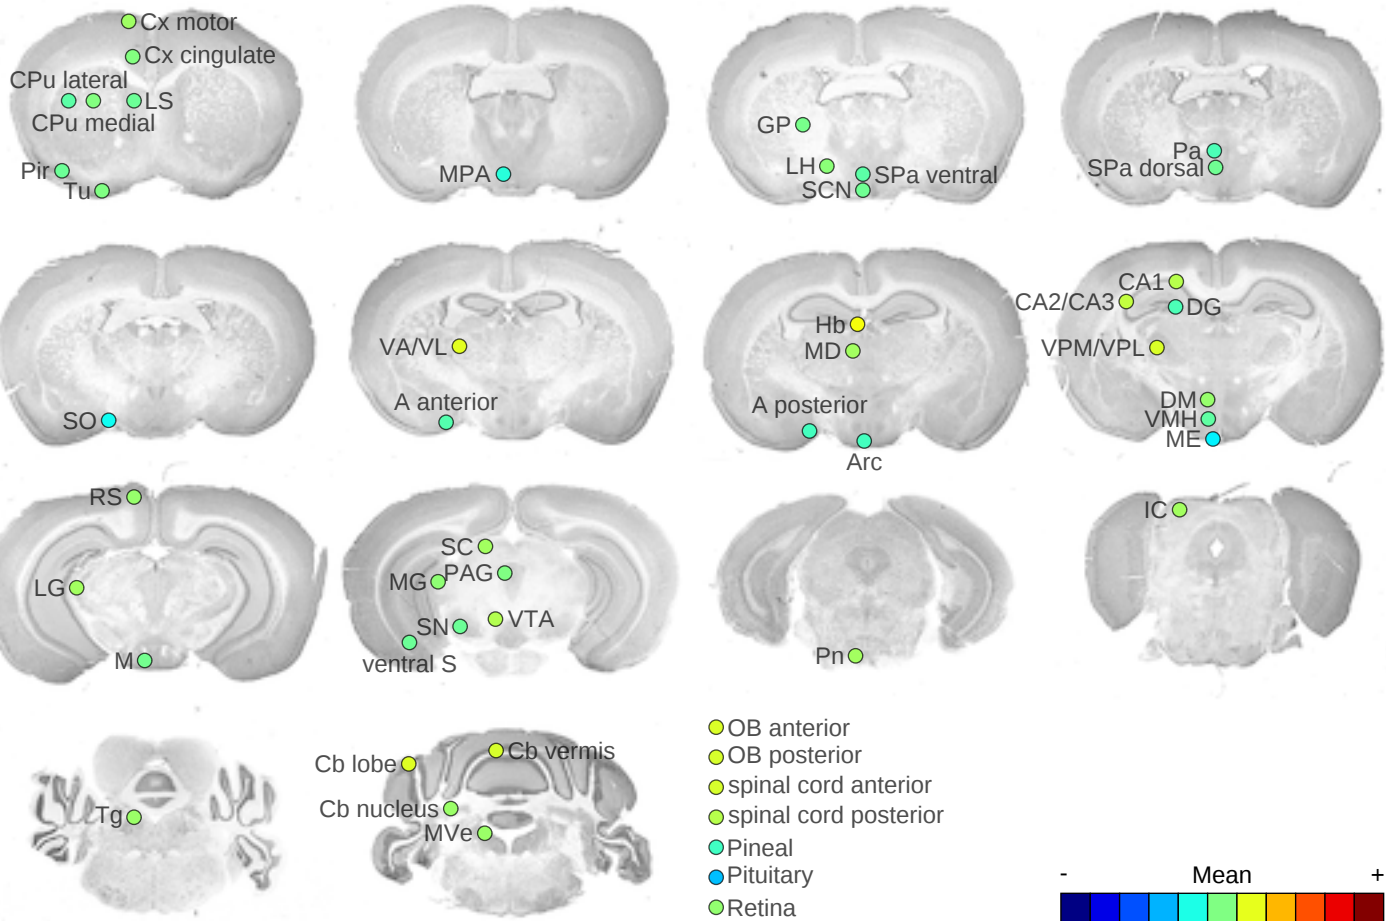 Cx motor
Cx cingulate
CPu lateral
LS
CPu medial
Pir
Tu
MPA
GP
LH
SPa ventral
SCN
Pa
SPa dorsal
SO
VA/VL
A anterior
Hb
MD
A posterior
Arc
CA1
CA2/CA3
DG
VPM/VPL
DM
VMH
ME
RS
LG
M
SC
PAG
MG
VTA
SN
ventral S
Pn
IC
Tg
Cb vermis
Cb lobe
Cb nucleus
MVe
OB anterior
OB posterior
spinal cord anterior
spinal cord posterior
Pineal
Pituitary
Retina
- Mean +